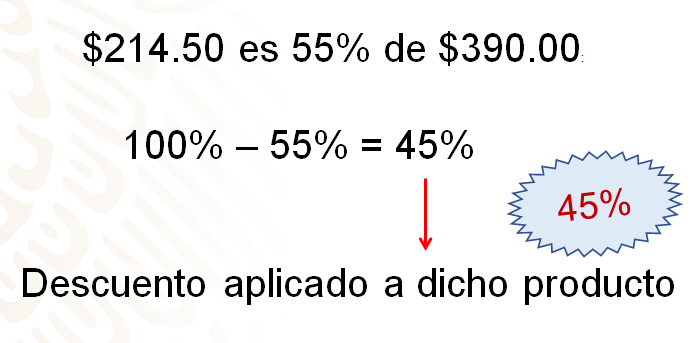 $214.50 es 55% de $390.00.
100% – 55% = 45%
45%
Descuento aplicado a dicho producto